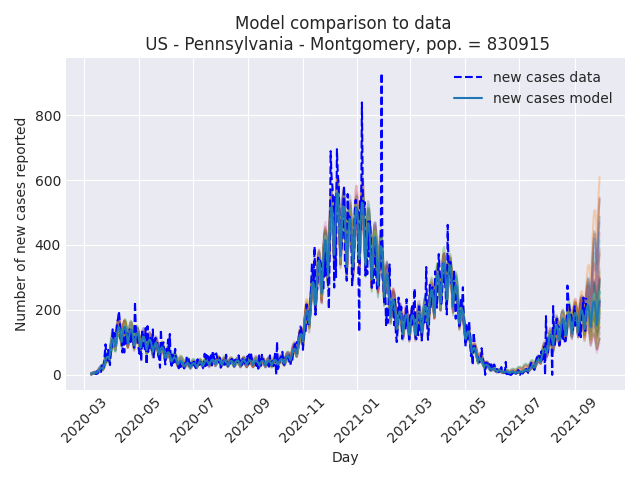 Model comparison to data
US - Pennsylvania - Montgomery, pop. = 830915
new cases data
new cases model
Number of new cases reported
800
600
400
200
0
2020-03
2020-05
2020-07
2020-09
2020-11
2021-01
2021-03
2021-05
2021-07
2021-09
Day